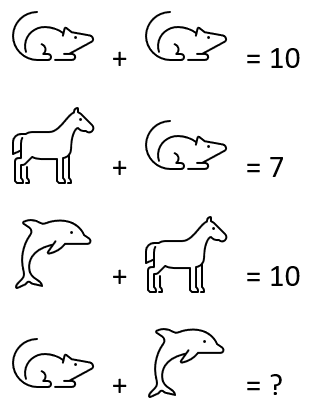 + = 10
+ = 7
+ = 10
+ = ?